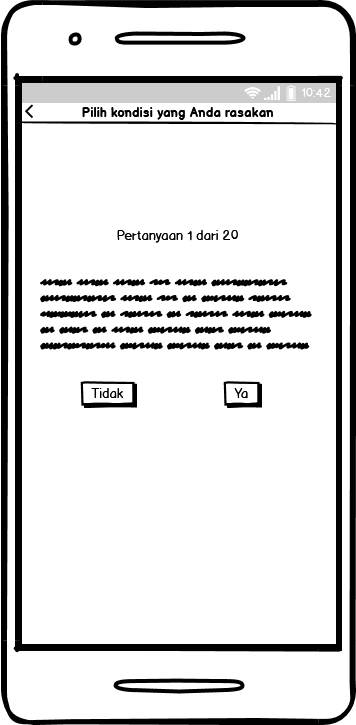 10:42
Pilih kondisi yang Anda rasakan
Pertanyaan 1 dari 20
Tidak
Ya